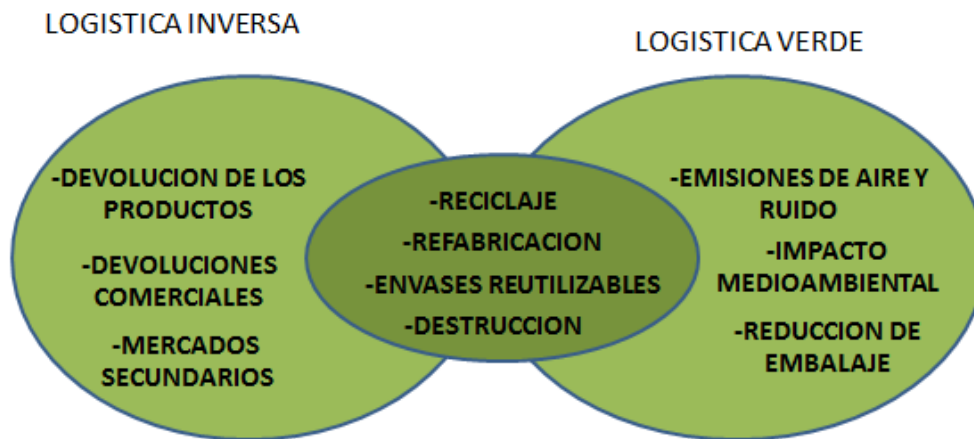 LOGISTICA INVERSA
LOGISTICA VERDE
-DEVOLUCION DE LOS
PRODUCTOS
-DEVOLUCIONES
COMERCIALES
-MERCADOS
SECUNDARIOS
-RECICLAJE
-REFABRICACION
-ENVASES REUTILIZABLES
-DESTRUCCION
-EMISIONES DE AIRE Y
RUIDO
-IMPACTO
MEDIOAMBIENTAL
-REDUCCION DE
EMBALAJE